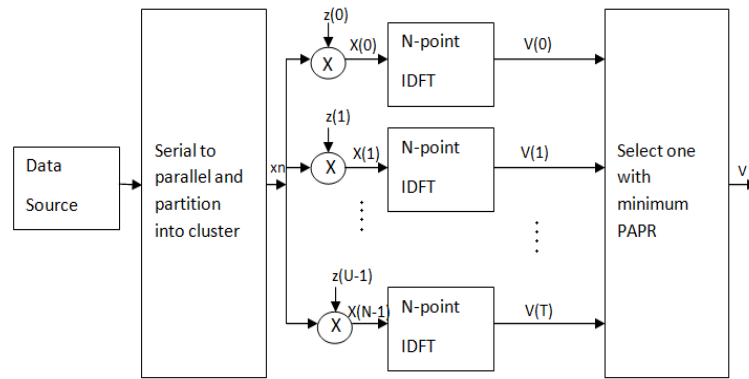 z(0)
X
X(0)
N-point
IDFT
V(0)
z(1)
X
X(1)
N-point
IDFT
V(1)
Data
Source
Serial to
parallel and
partition
into cluster
xn
Select one
with
minimum
PAPR
V
z(U-1)
X
X(N-1)
N-point
IDFT
V(T)